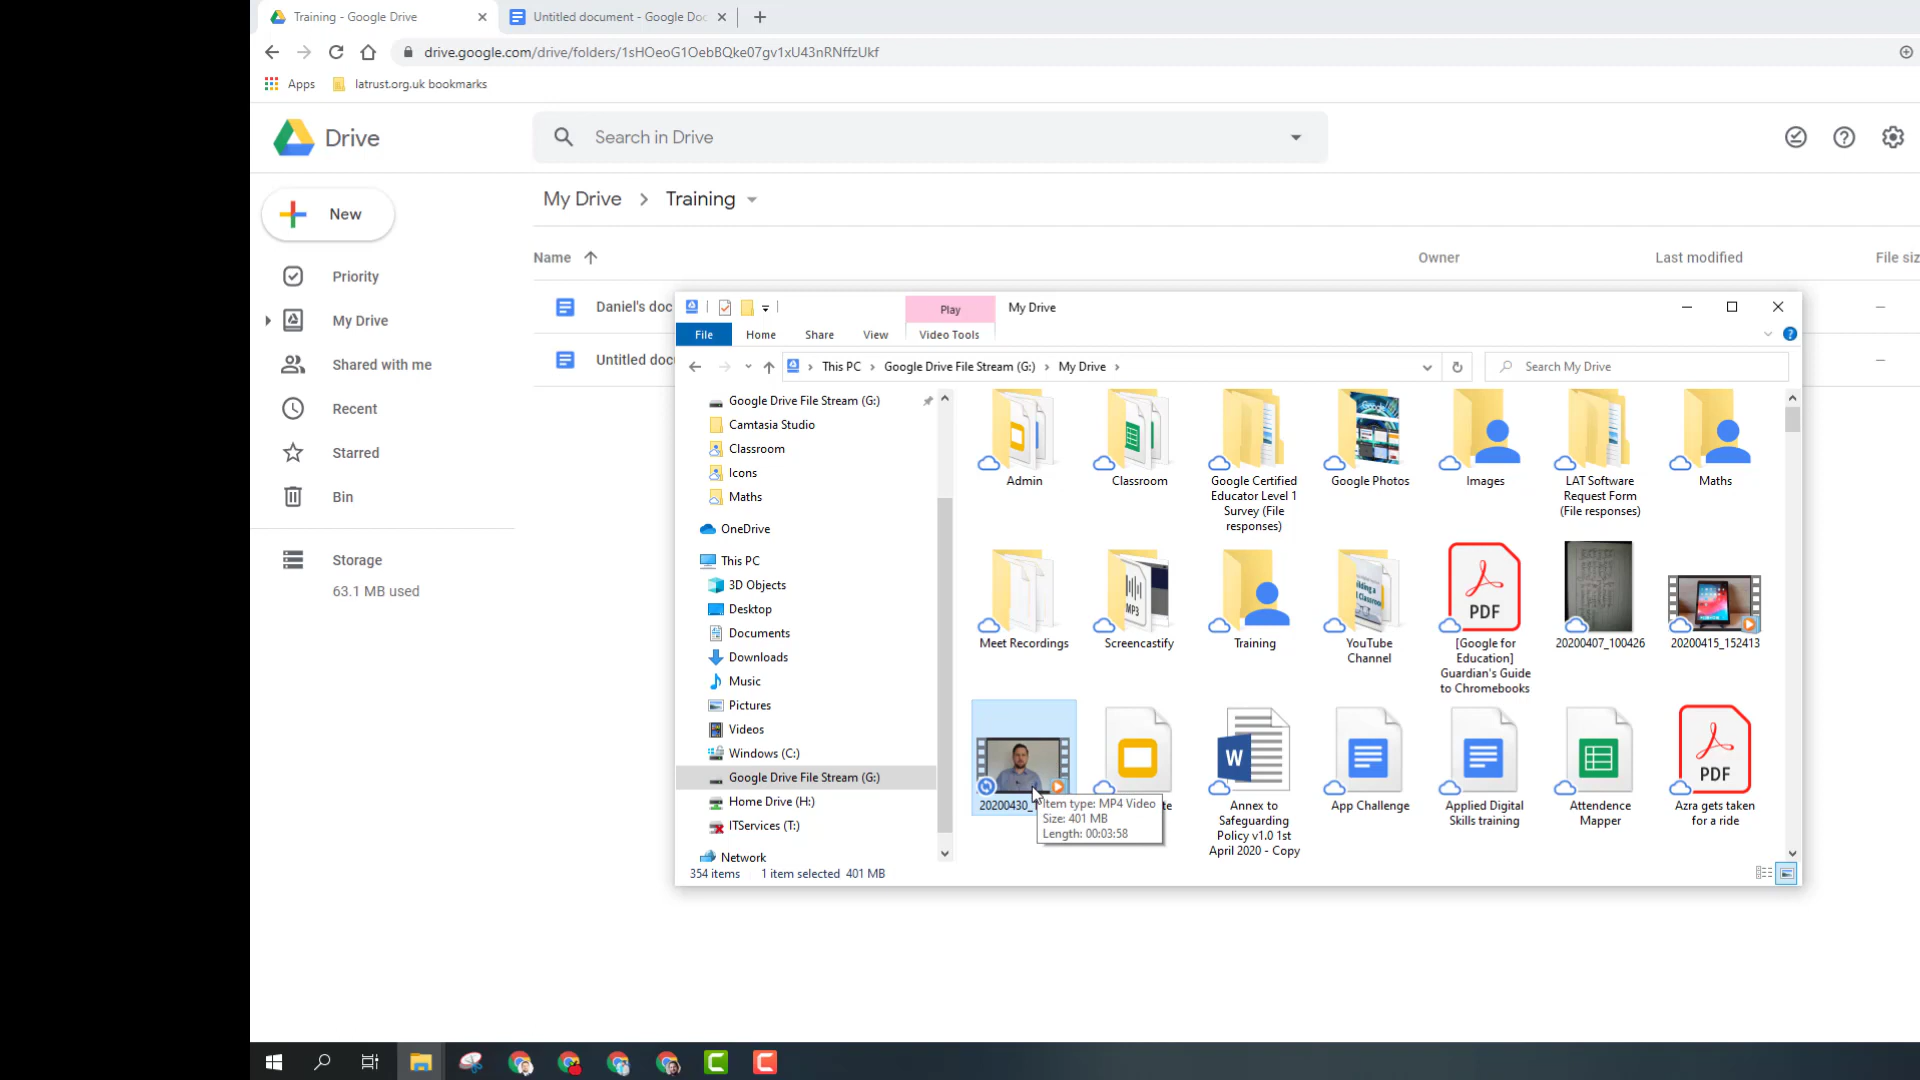 Training - Google Drive
Untitled document - Google Doc
drive.google.com/drive/folders/1sHOeoG1OebBQke07gv1xU43nRNffzUkf
Apps
latrust.org.uk bookmarks
Drive
Search in Drive
New
My Drive
Training
Name
Owner
Last modified
File siz
Priority
My Drive
Shared with me
Recent
Starred
Bin
Storage
63.1 MB used
Daniel's doc
Untitled doc
Play
My Drive
File
Home
Share
View
Video Tools
This PC
Google Drive File Stream (G:)
My Drive
Search My Drive
Google Drive File Stream (G:)
Camtasia Studio
Classroom
Icons
Maths
OneDrive
This PC
3D Objects
Desktop
Documents
Downloads
Music
Pictures
Videos
Windows (C:)
Google Drive File Stream (G:)
Home Drive (H:)
ITServices (T:)
Network
Admin
Classroom
Google Certified
Educator Level 1
Survey (File
responses)
Google Photos
Images
LAT Software
Request Form
(File responses)
Maths
Meet Recordings
MP3
Screencastify
Training
YouTube
Channel
PDF
[Google for
Education]
Guardian's Guide
to Chromebooks
20200407_100426
20200415_152413
20200430_
Item type: MP4 Video
Size: 401 MB
Length: 00:03:58
W
Annex to
Safeguarding
Policy v1.0 1st
April 2020 - Copy
App Challenge
Applied Digital
Skills training
Attendence
Mapper
PDF
Azra gets taken
for a ride
354 items
1 item selected 401 MB